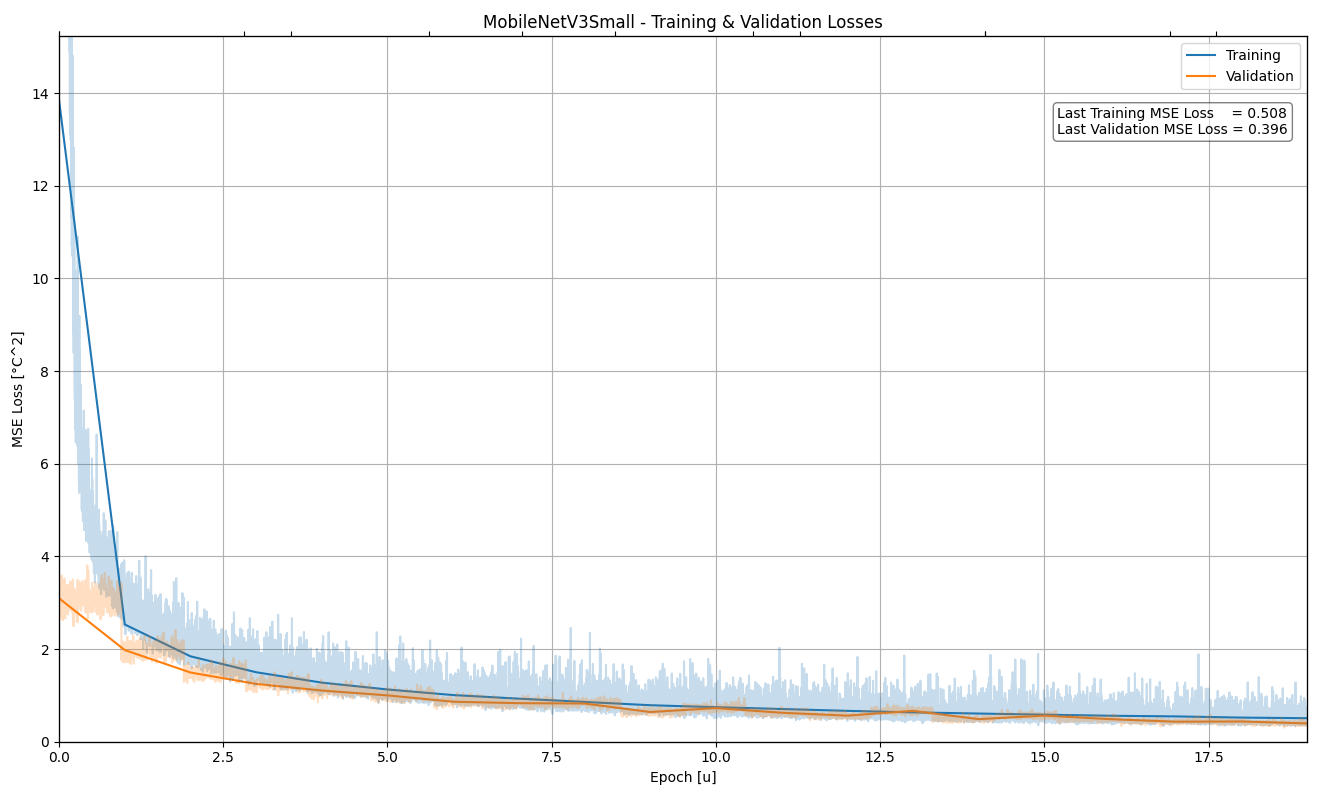 MobileNetV3Small - Training & Validation Losses
Training
Validation
Last Training MSE Loss    = 0.508
Last Validation MSE Loss = 0.396
MSE Loss [°C^2]
14
12
10
8
6
4
2
0
0.0 2.5 5.0 7.5 10.0 12.5 15.0 17.5
Epoch [u]